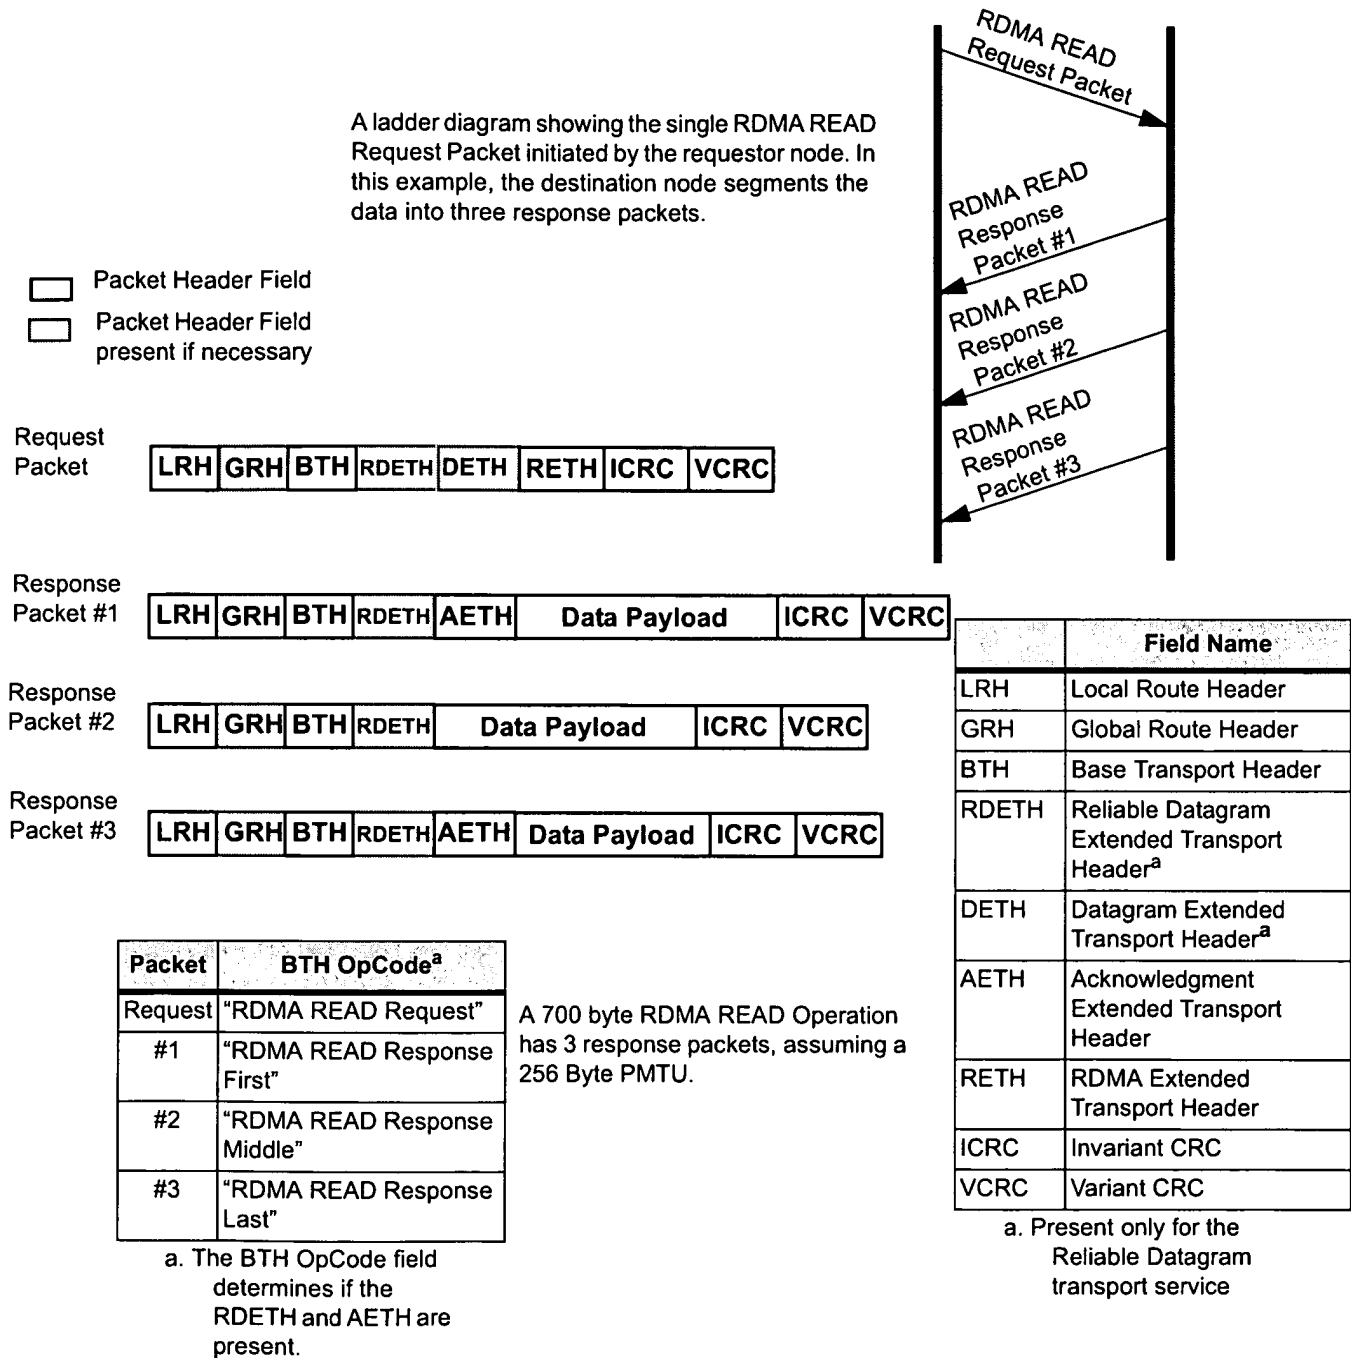 A ladder diagram showing the single RDMA READ
Request Packet initiated by the requestor node. In
this example, the destination node segments the
data into three response packets.
RDMA READ
Request Packet
RDMA READ
Response
Packet #1
RDMA READ
Response
Packet #2
RDMA READ
Response
Packet #3
Packet Header Field
Packet Header Field
present if necessary
Request
Packet
LRH GRH BTH RDETH DETH RETH ICRC VCRC
Response
Packet #1
LRH GRH BTH RDETH AETH Data Payload ICRC VCRC
Response
Packet #2
LRH GRH BTH RDETH Data Payload ICRC VCRC
Response
Packet #3
LRH GRH BTH RDETH AETH Data Payload ICRC VCRC
Packet BTH OpCodea
Request "RDMA READ Request"
#1 "RDMA READ Response
First"
#2 "RDMA READ Response
Middle"
#3 "RDMA READ Response
Last"
a. The BTH OpCode field
determines if the
RDETH and AETH are
present.
A 700 byte RDMA READ Operation
has 3 response packets, assuming a
256 Byte PMTU.
Field Name
LRH Local Route Header
GRH Global Route Header
BTH Base Transport Header
RDETH Reliable Datagram
Extended Transport
Headera
DETH Datagram Extended
Transport Headera
AETH Acknowledgment
Extended Transport
Header
RETH RDMA Extended
Transport Header
ICRC Invariant CRC
VCRC Variant CRC
a. Present only for the
Reliable Datagram
transport service